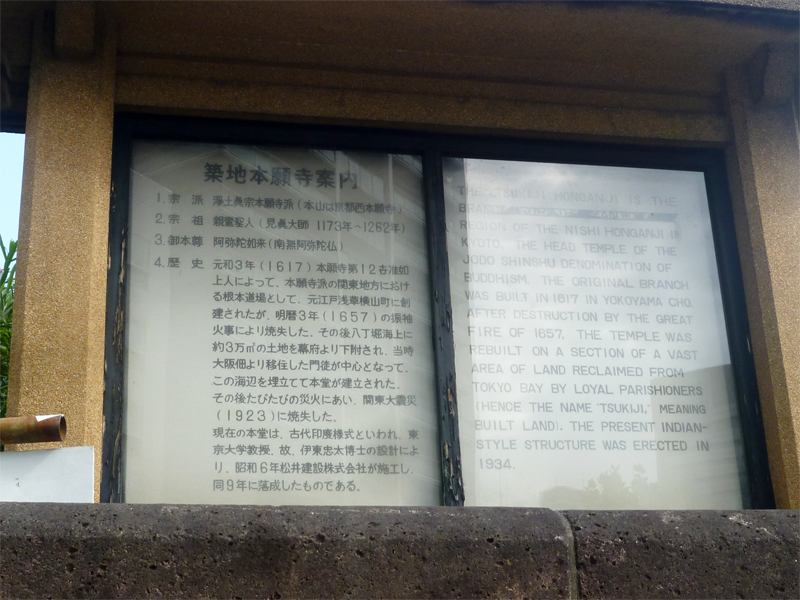 築地本願寺案内
1. 宗 派 浄土真宗本願寺派(本山は京都西本願寺)
2. 宗 祖 親鸞聖人(見真大師 1173年~1262年)
3. 御本尊 阿弥陀如来(南無阿弥陀仏)
4. 歴 史 元和3年(1617)本願寺第12世准如
上人によって、本願寺派の関東地方におけ
る根本道場として、元江戸浅草横山町に創
建されたが、明暦3年(1657)の振袖
火事により焼失した。その後八丁堀海上に
約3万㎡の土地を幕府より下附され、当時
大阪佃より移住した門徒が中心となって、
この海辺を埋立てて本堂が建立された。
その後たびたびの災火にあい、関東大震災
(1923)に焼失した。
現在の本堂は、古代印度様式といわれ、東
京大学教授、故、伊東忠太博士の設計によ
り、昭和6年松井建設株式会社が施工し、
同9年に落成したものである。
THE TSUKIJI HONGANJI IS THE
BRANCH
REGION OF THE NISHI HONGANJI IN
KYOTO, THE HEAD TEMPLE OF THE
JODO SHINSHU DENOMINATION OF
BUDDHISM. THE ORIGINAL BRANCH
WAS BUILT IN 1617 IN YOKOYAMA CHO.
AFTER DESTRUCTION BY THE GREAT
FIRE OF 1657, THE TEMPLE WAS
REBUILT ON A SECTION OF A VAST
AREA OF LAND RECLAIMED FROM
TOKYO BAY BY LOYAL PARISHIONERS
(HENCE THE NAME "TSUKIJI," MEANING
BUILT LAND). THE PRESENT INDIAN-
STYLE STRUCTURE WAS ERECTED IN
1934.